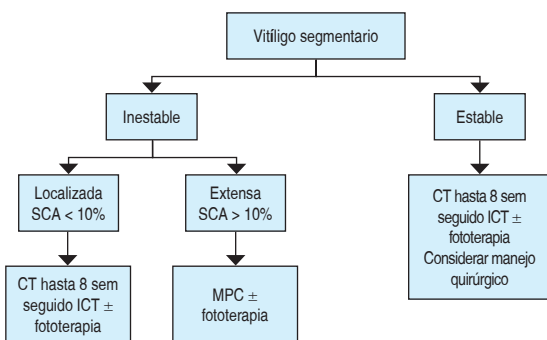 Vitíligo segmentario
Inestable
Estable
Localizada
SCA < 10%
Extensa
SCA > 10%
CT hasta 8 sem
seguido ICT ±
fototerapia
Considerar manejo
quirúrgico
CT hasta 8 sem
seguido ICT ±
fototerapia
MPC ±
fototerapia